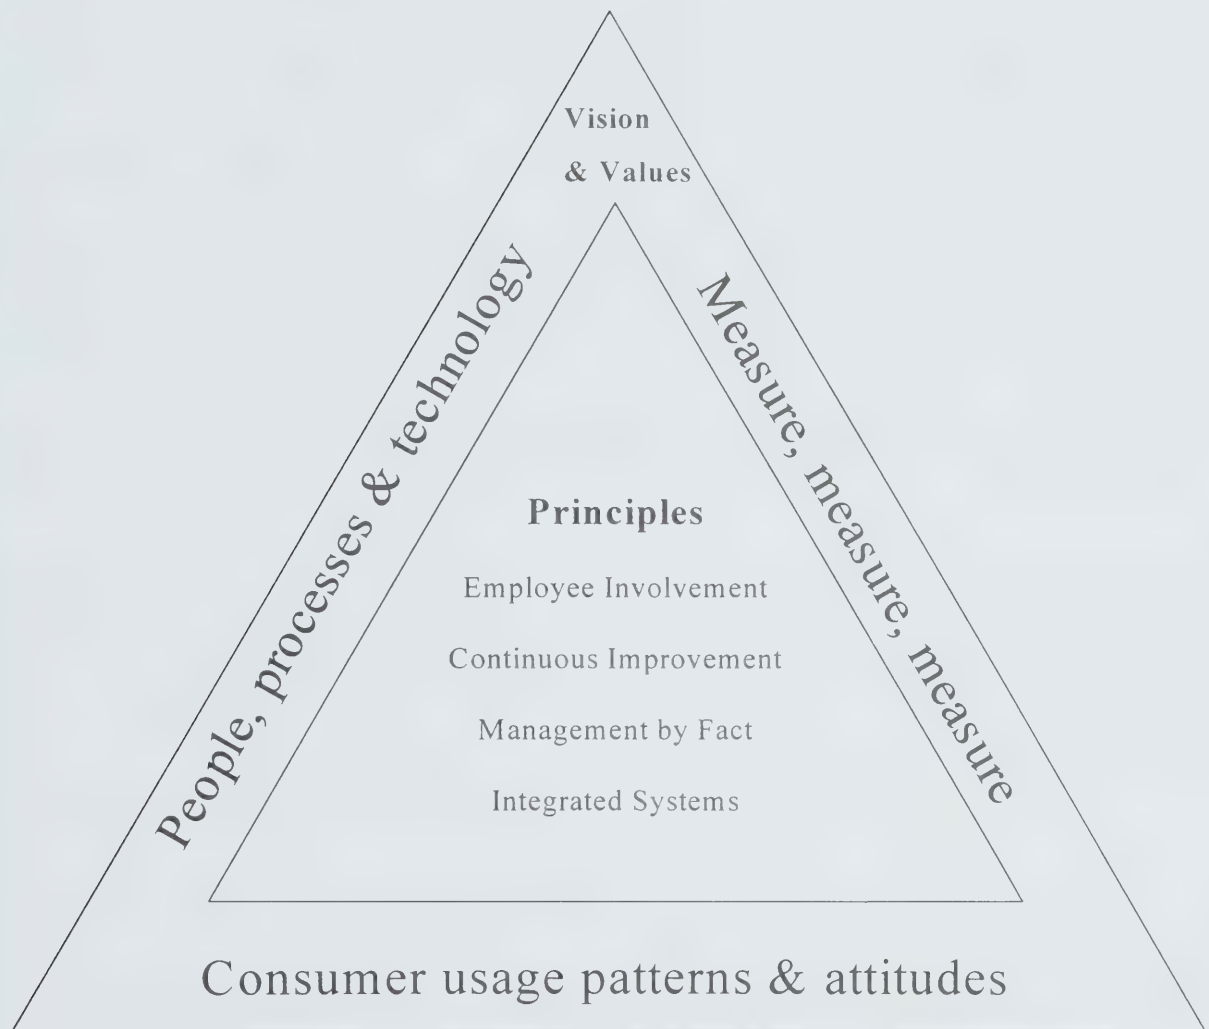 Vision
& Values
People, processes & technology
Measure, measure, measure
Principles
Employee Involvement
Continuous Improvement
Management by Fact
Integrated Systems
Consumer usage patterns & attitudes